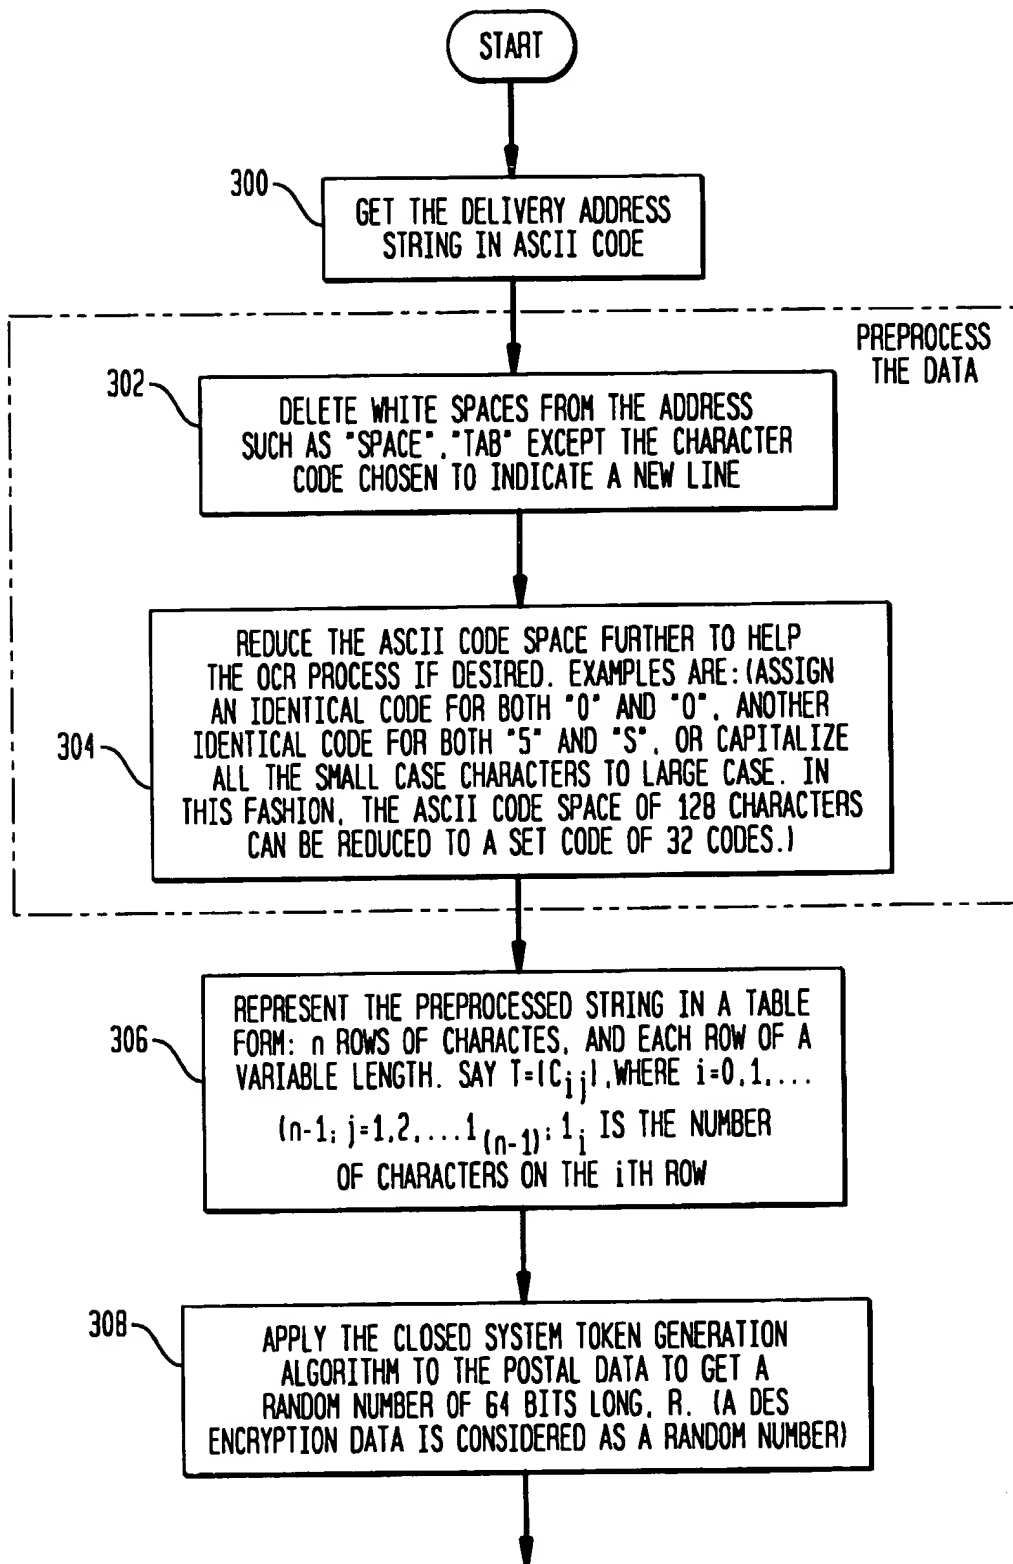 START
300
GET THE DELIVERY ADDRESS
STRING IN ASCII CODE
PREPROCESS
THE DATA
302
DELETE WHITE SPACES FROM THE ADDRESS
SUCH AS "SPACE", "TAB" EXCEPT THE CHARACTER
CODE CHOSEN TO INDICATE A NEW LINE
304
REDUCE THE ASCII CODE SPACE FURTHER TO HELP
THE OCR PROCESS IF DESIRED. EXAMPLES ARE: (ASSIGN
AN IDENTICAL CODE FOR BOTH "0" AND "O", ANOTHER
IDENTICAL CODE FOR BOTH "5" AND "S", OR CAPITALIZE
ALL THE SMALL CASE CHARACTERS TO LARGE CASE. IN
THIS FASHION, THE ASCII CODE SPACE OF 128 CHARACTERS
CAN BE REDUCED TO A SET CODE OF 32 CODES.)
306
REPRESENT THE PREPROCESSED STRING IN A TABLE
FORM: n ROWS OF CHARACTES, AND EACH ROW OF A
VARIABLE LENGTH. SAY T=(C_ij), WHERE i=0,1,...
(n-1; j=1,2,...1_(n-1); 1_i IS THE NUMBER
OF CHARACTERS ON THE iTH ROW
308
APPLY THE CLOSED SYSTEM TOKEN GENERATION
ALGORITHM TO THE POSTAL DATA TO GET A
RANDOM NUMBER OF 64 BITS LONG, R. (A DES
ENCRYPTION DATA IS CONSIDERED AS A RANDOM NUMBER)